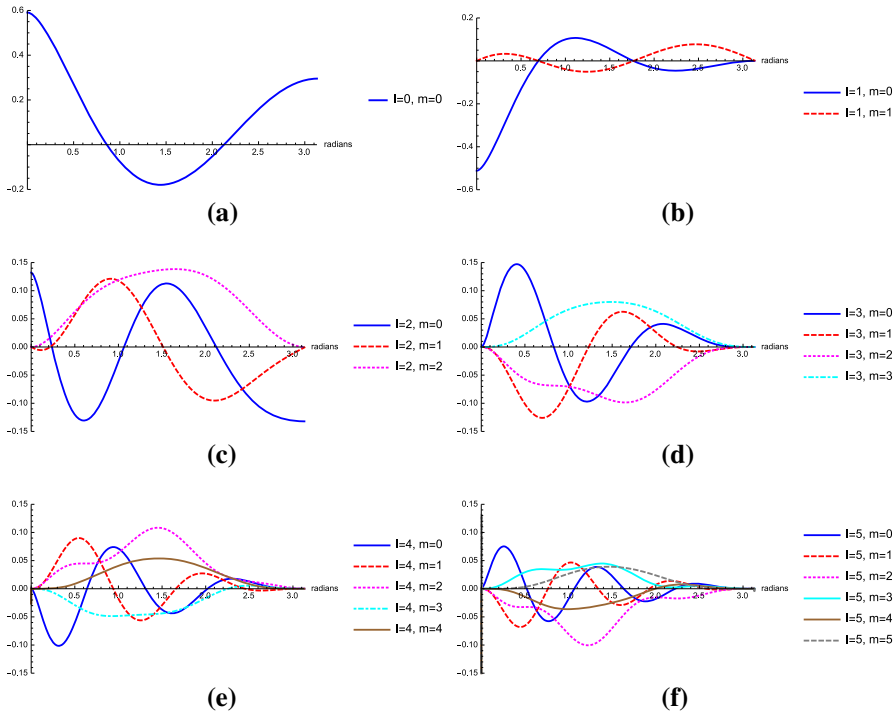 0.6
0.4
0.2
−0.2
0.5
1.0
1.5
2.0
2.5
3.0
radians
l=0, m=0
(a)
0.2
−0.2
−0.4
−0.6
0.5
1.0
1.5
2.0
2.5
3.0
radians
l=1, m=0
l=1, m=1
(b)
0.15
0.10
0.05
0.00
−0.05
−0.10
−0.15
0.5
1.0
1.5
2.0
2.5
3.0
radians
l=2, m=0
l=2, m=1
l=2, m=2
(c)
0.15
0.10
0.05
0.00
−0.05
−0.10
−0.15
0.5
1.0
1.5
2.0
2.5
3.0
radians
l=3, m=0
l=3, m=1
l=3, m=2
l=3, m=3
(d)
0.15
0.10
0.05
0.00
−0.05
−0.10
−0.15
0.5
1.0
1.5
2.0
2.5
3.0
radians
l=4, m=0
l=4, m=1
l=4, m=2
l=4, m=3
l=4, m=4
(e)
0.15
0.10
0.05
0.00
−0.05
−0.10
−0.15
0.5
1.0
1.5
2.0
2.5
3.0
radians
l=5, m=0
l=5, m=1
l=5, m=2
l=5, m=3
l=5, m=4
l=5, m=5
(f)